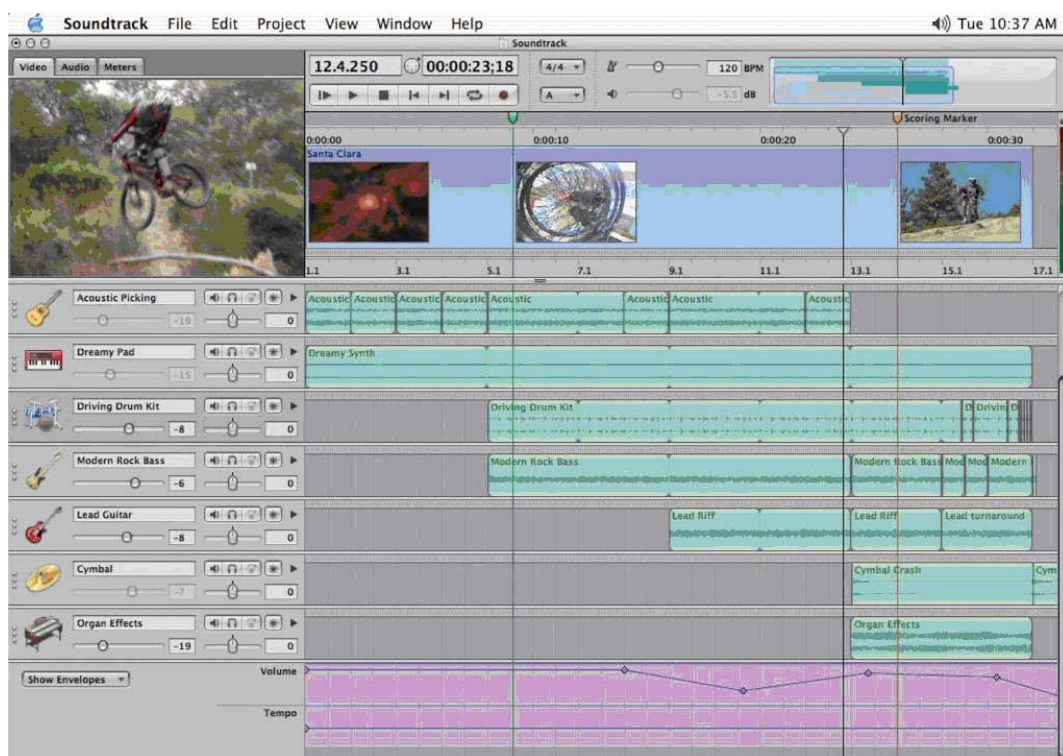 Soundtrack File Edit Project View Window Help Tue 10:37 AM
Soundtrack
Video Audio Meters
12.4.250 00:00:23;18 4/4 120 BPM
A -5.5 dB
Scoring Marker
0:00:00 0:00:10 0:00:20 0:00:30
Santa Clara
1.1 3.1 5.1 7.1 9.1 11.1 13.1 15.1 17.1
Acoustic Picking Acoustic Acoustic Acoustic Acoustic Acoustic Acoustic Acoustic Acoustic
-19 0
Dreamy Pad Dreamy Synth
-15 0
Driving Drum Kit Driving Drum Kit D Drivin D
-8 0
Modern Rock Bass Modern Rock Bass Modern Rock Bass Mod Mod Modern
-6 0
Lead Guitar Lead Riff Lead Riff Lead turnaround
-8 0
Cymbal Cymbal Crash Cym
-7 0
Organ Effects Organ Effects
-19 0
Show Envelopes Volume
Tempo